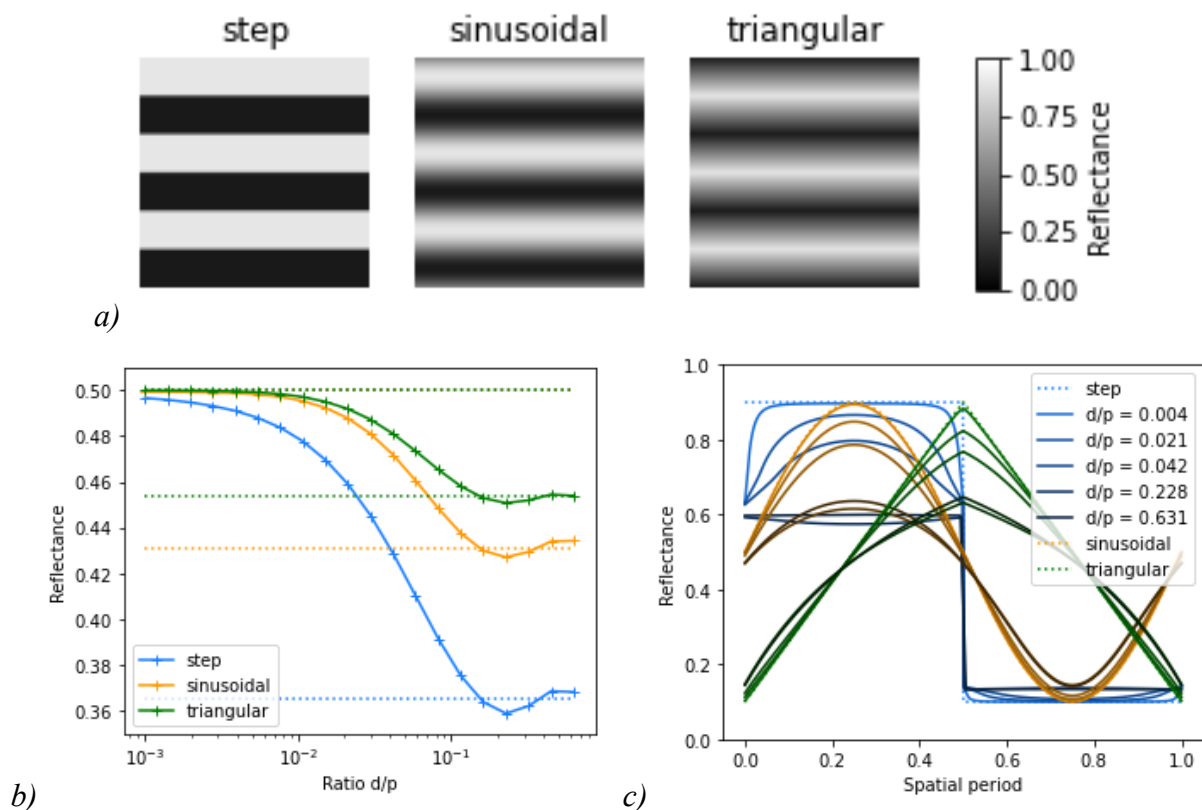 step sinusoidal triangular
1.00
0.75
0.50
0.25
0.00
Reflectance
a)
0.50
0.48
0.46
0.44
0.42
0.40
0.38
0.36
Reflectance
step
sinusoidal
triangular
10⁻³ 10⁻² 10⁻¹
Ratio d/p
b)
1.0
0.8
0.6
0.4
0.2
0.0
Reflectance
step
d/p = 0.004
d/p = 0.021
d/p = 0.042
d/p = 0.228
d/p = 0.631
sinusoidal
triangular
0.0 0.2 0.4 0.6 0.8 1.0
Spatial period
c)